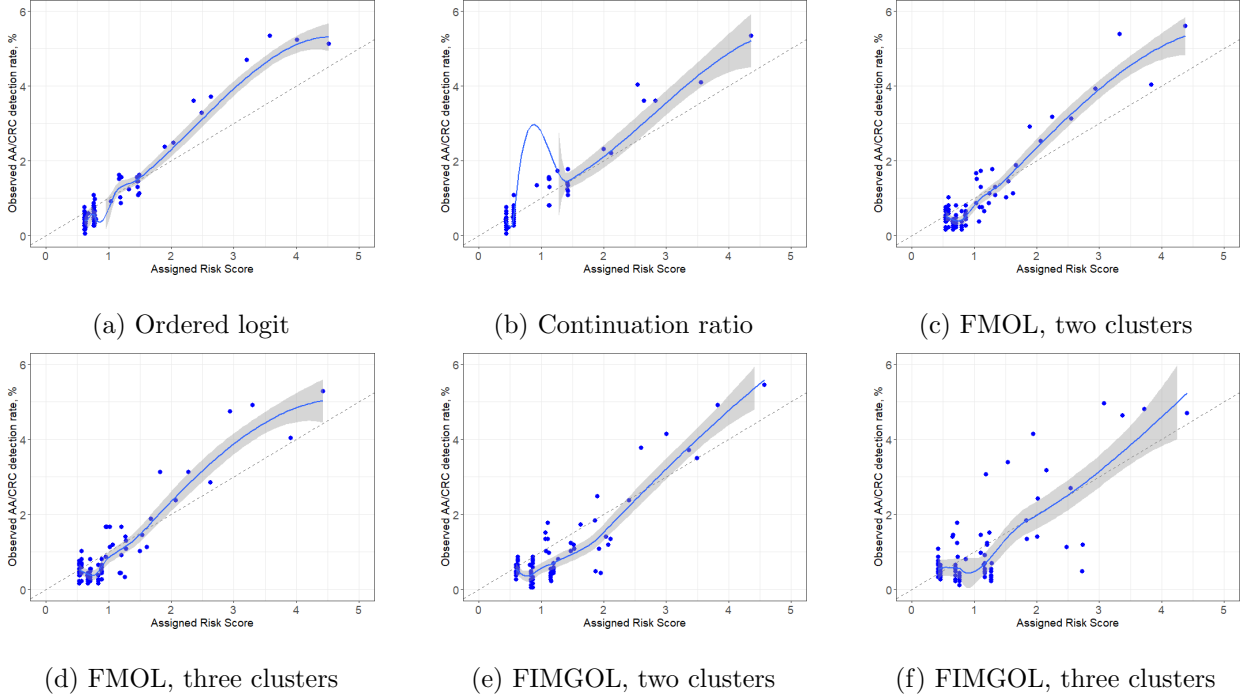 6
4
2
0
Observed AA/CRC detection rate, %
0 1 2 3 4 5
Assigned Risk Score
(a) Ordered logit
6
4
2
0
Observed AA/CRC detection rate, %
0 1 2 3 4 5
Assigned Risk Score
(b) Continuation ratio
6
4
2
0
Observed AA/CRC detection rate, %
0 1 2 3 4 5
Assigned Risk Score
(c) FMOL, two clusters
6
4
2
0
Observed AA/CRC detection rate, %
0 1 2 3 4 5
Assigned Risk Score
(d) FMOL, three clusters
6
4
2
0
Observed AA/CRC detection rate, %
0 1 2 3 4 5
Assigned Risk Score
(e) FIMGOL, two clusters
6
4
2
0
Observed AA/CRC detection rate, %
0 1 2 3 4 5
Assigned Risk Score
(f) FIMGOL, three clusters